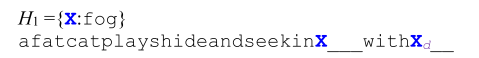 H1 ={X:fog}
afatcatplayshideandseekinX___withXd__